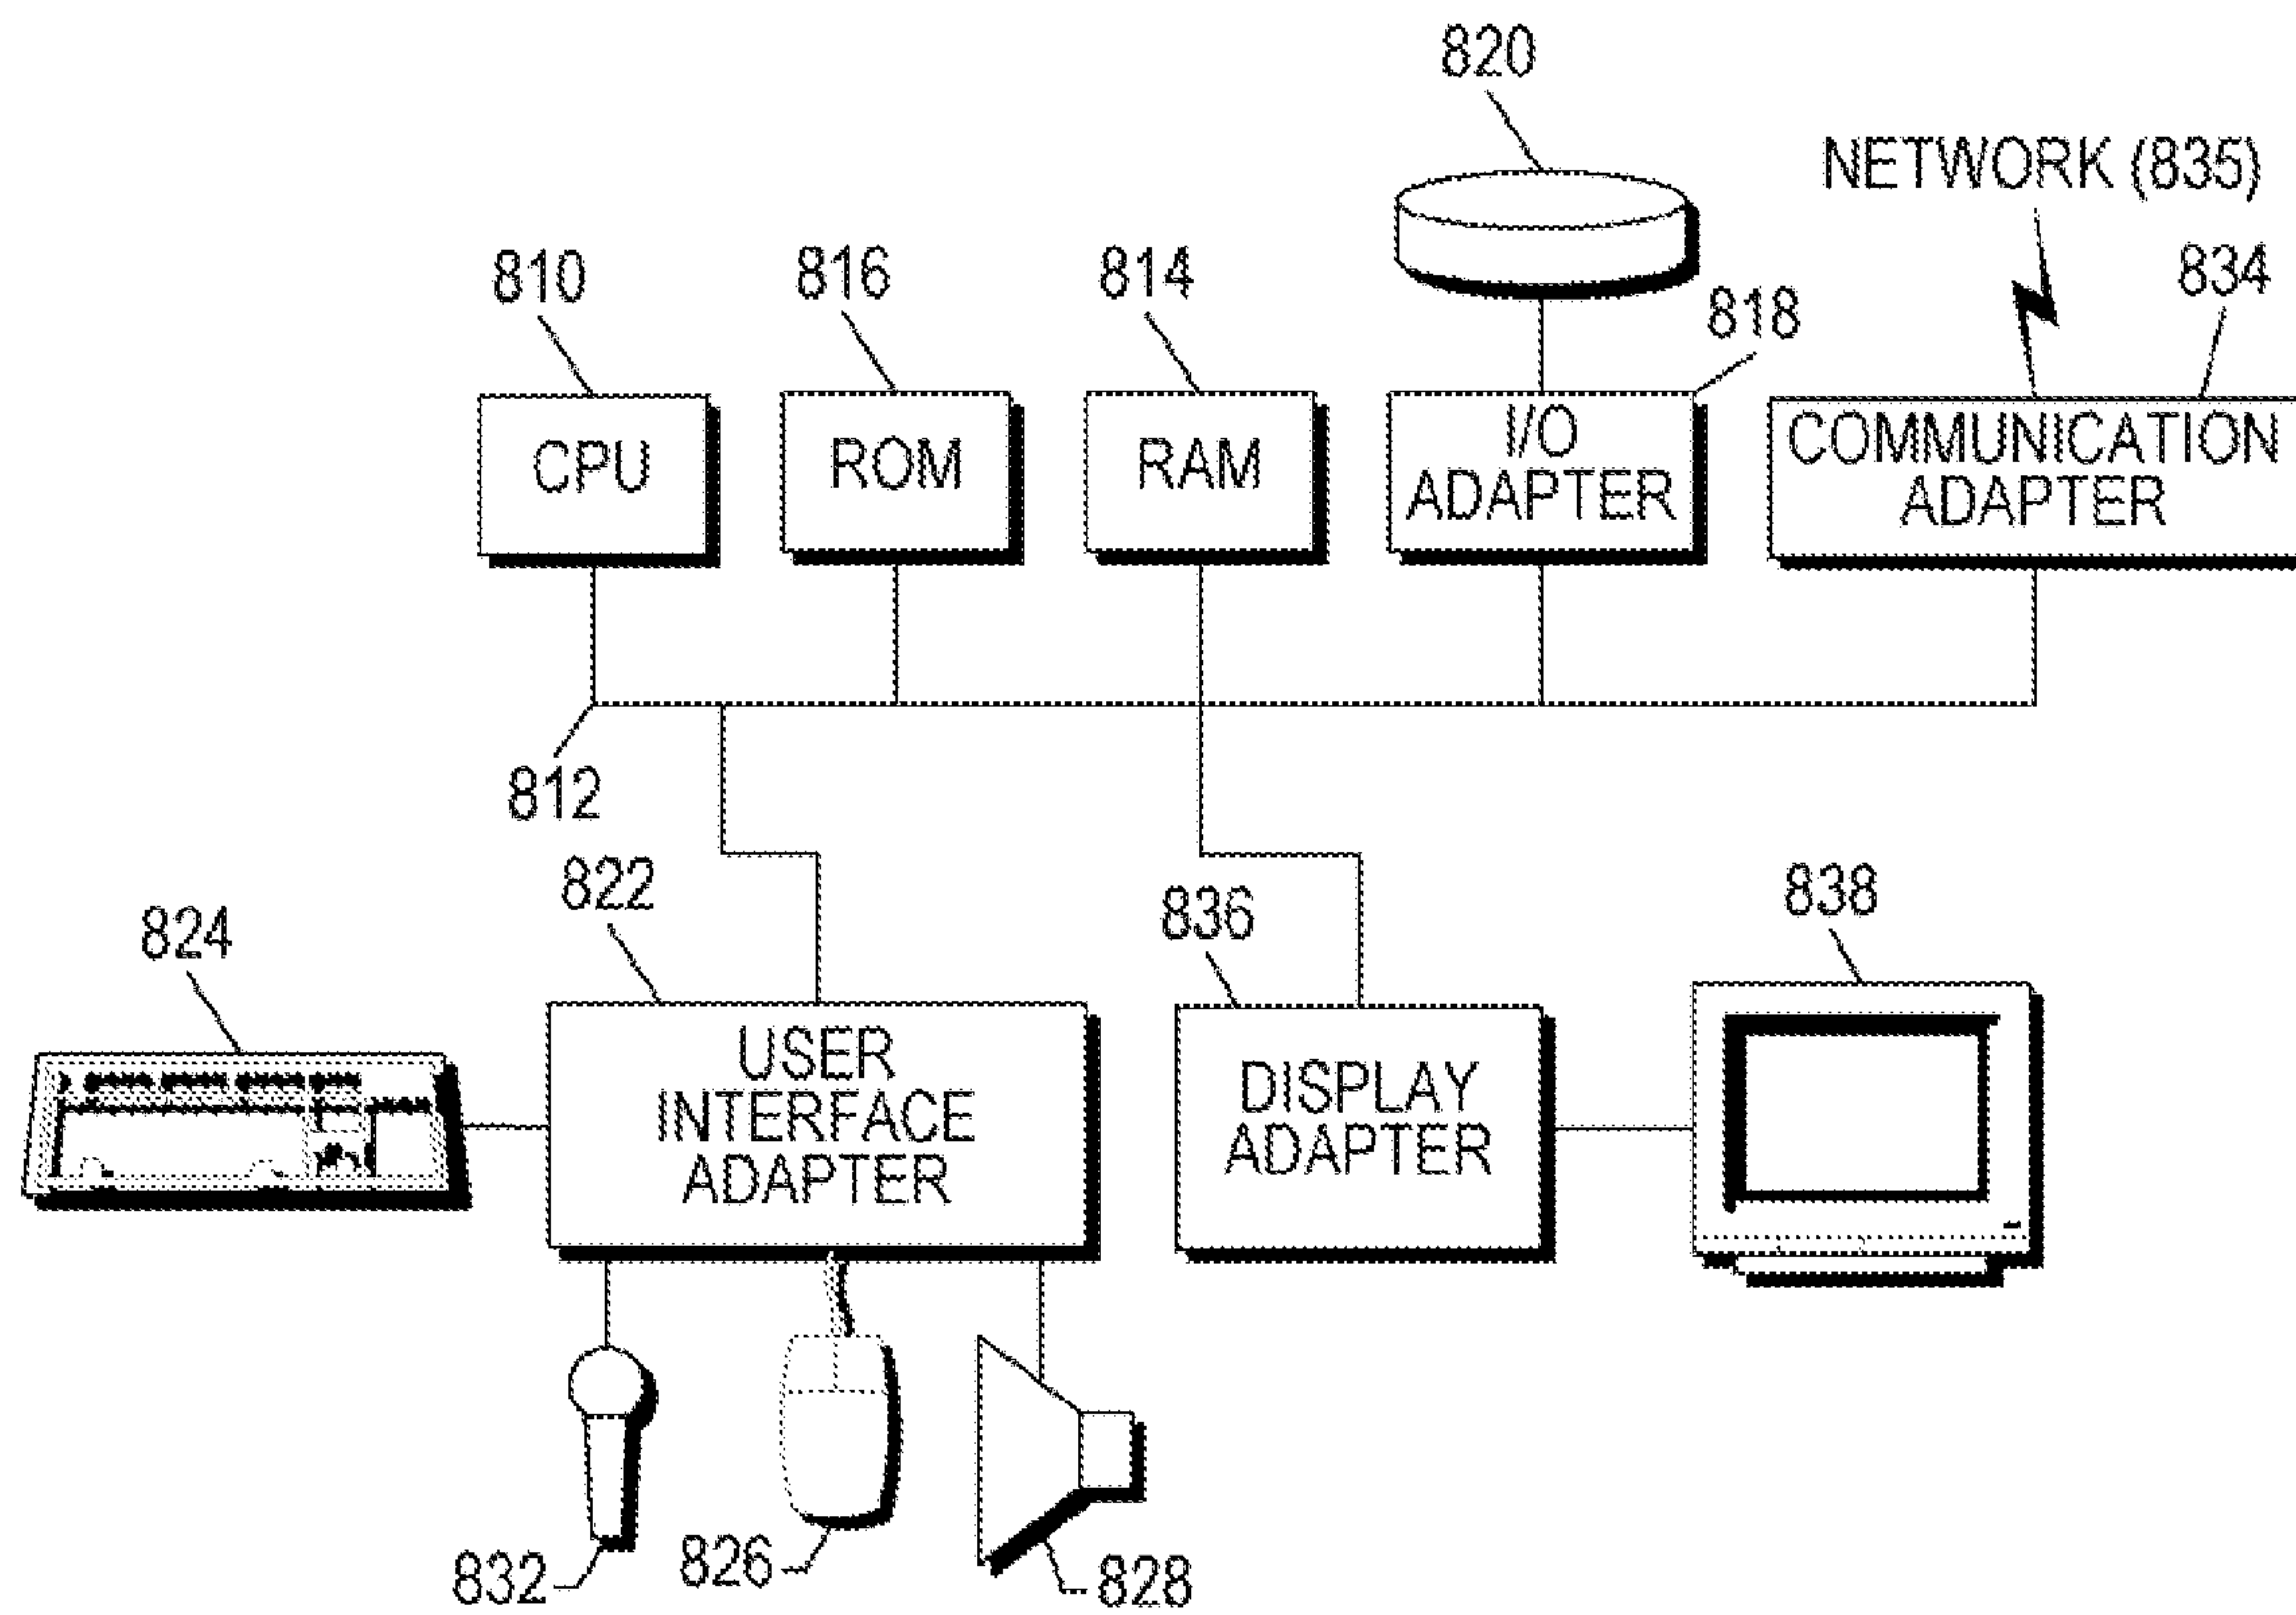 820
NETWORK (835)
810
816
814
818
834
CPU
ROM
RAM
I/O
ADAPTER
COMMUNICATION
ADAPTER
812
822
824
836
838
USER
INTERFACE
ADAPTER
DISPLAY
ADAPTER
832
826
828